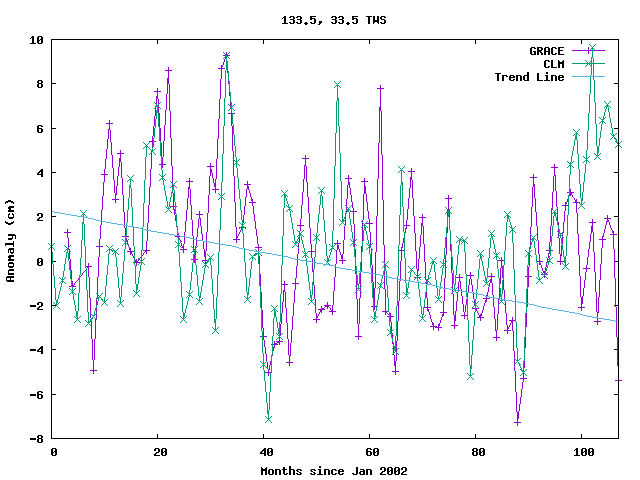 133.5, 33.5 TWS
GRACE
CLM
Trend Line
Anomaly (cm)
10
8
6
4
2
0
-2
-4
-6
-8
0 20 40 60 80 100
Months since Jan 2002